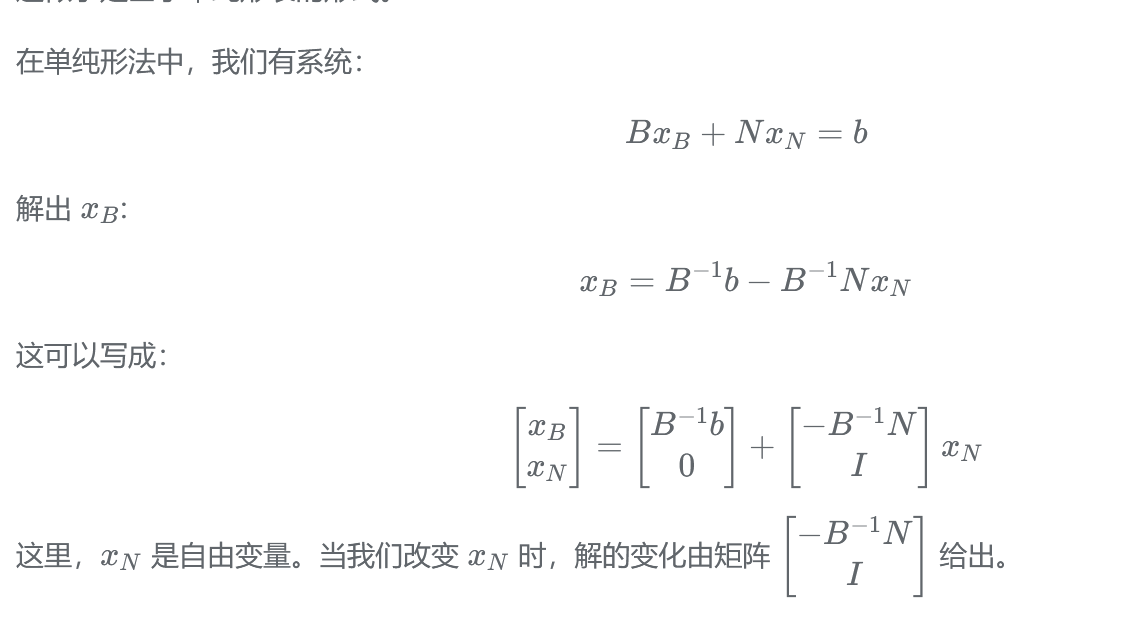 在单纯形法中，我们有系统：
$$Bx_B + Nx_N = b$$
解出 $x_B$:
$$x_B = B^{-1}b - B^{-1}Nx_N$$
这可以写成：
$$\begin{bmatrix} x_B \\ x_N \end{bmatrix} = \begin{bmatrix} B^{-1}b \\ 0 \end{bmatrix} + \begin{bmatrix} -B^{-1}N \\ I \end{bmatrix} x_N$$
这里，$x_N$ 是自由变量。当我们改变 $x_N$ 时，解的变化由矩阵 $\begin{bmatrix} -B^{-1}N \\ I \end{bmatrix}$ 给出。